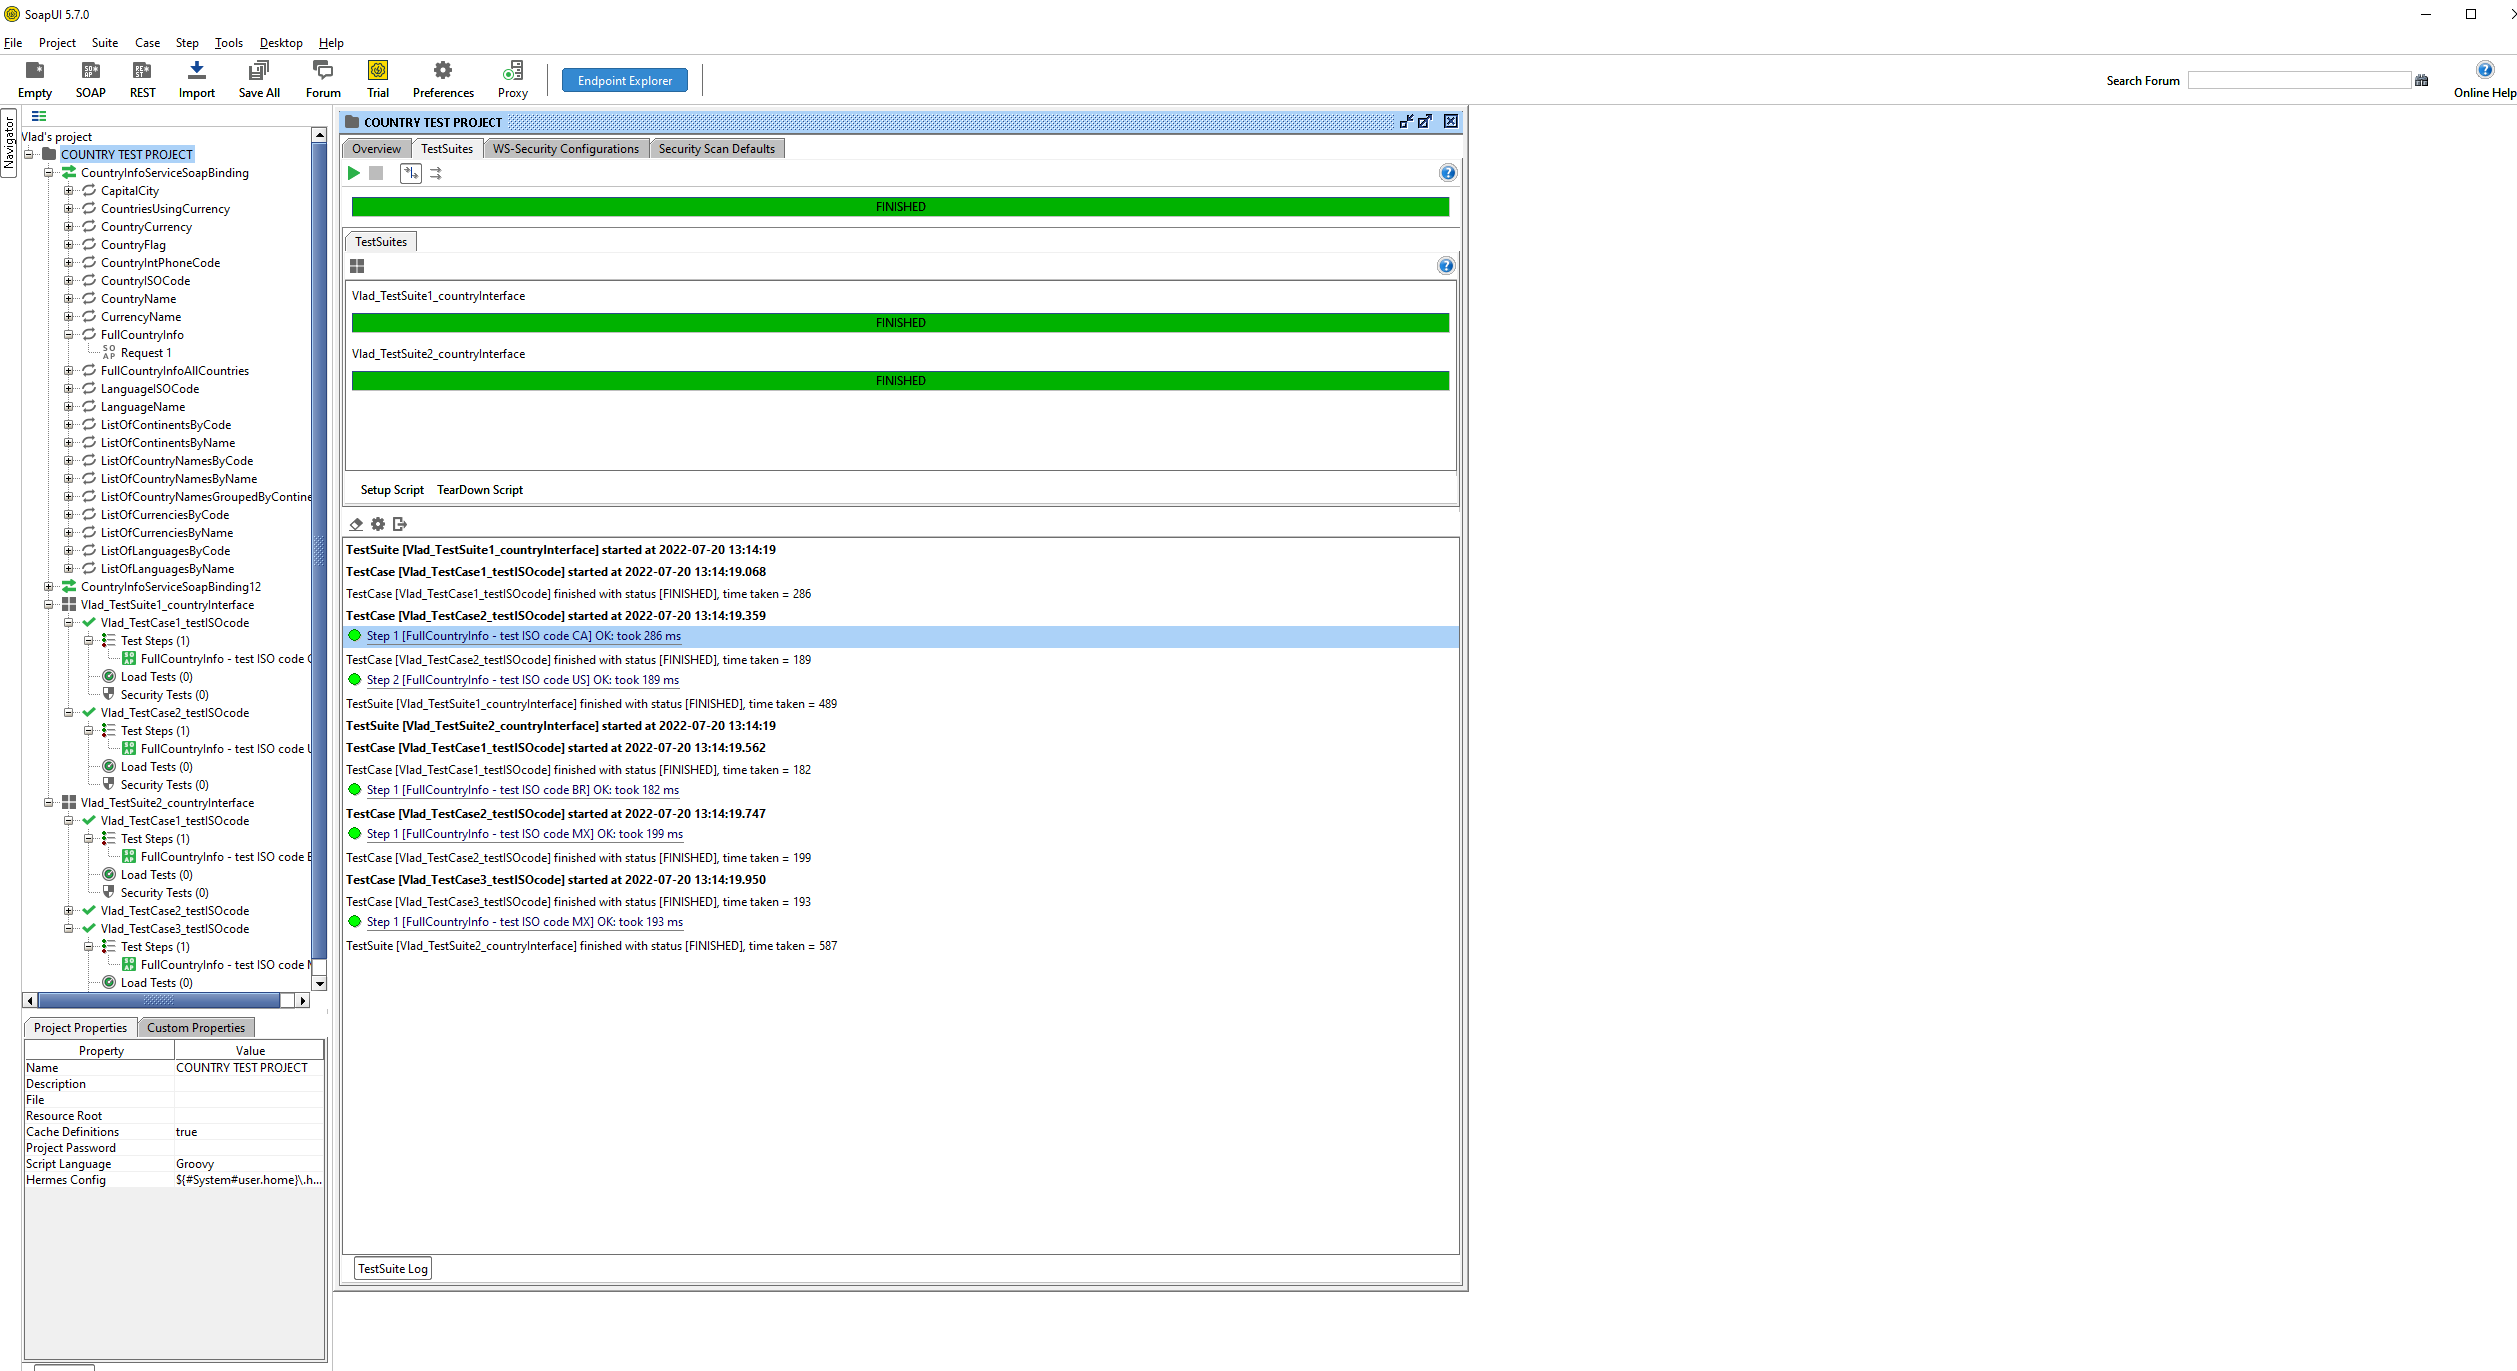 SoapUI 5.7.0
File Project Suite Case Step Tools Desktop Help
Empty SOAP REST Import Save All Forum Trial Preferences Proxy Endpoint Explorer Search Forum Online Help
Navigator
Vlad's project
COUNTRY TEST PROJECT
CountryInfoServiceSoapBinding
CapitalCity
CountriesUsingCurrency
CountryCurrency
CountryFlag
CountryIntPhoneCode
CountryISOCode
CountryName
CurrencyName
FullCountryInfo
Request 1
FullCountryInfoAllCountries
LanguageISOCode
LanguageName
ListOfContinentsByCode
ListOfContinentsByName
ListOfCountryNamesByCode
ListOfCountryNamesByName
ListOfCountryNamesGroupedByContine
ListOfCurrenciesByCode
ListOfCurrenciesByName
ListOfLanguagesByCode
ListOfLanguagesByName
CountryInfoServiceSoapBinding12
Vlad_TestSuite1_countryInterface
Vlad_TestCase1_testISOcode
Test Steps (1)
FullCountryInfo - test ISO code
Load Tests (0)
Security Tests (0)
Vlad_TestCase2_testISOcode
Test Steps (1)
FullCountryInfo - test ISO code
Load Tests (0)
Security Tests (0)
Vlad_TestSuite2_countryInterface
Vlad_TestCase1_testISOcode
Test Steps (1)
FullCountryInfo - test ISO code
Load Tests (0)
Security Tests (0)
Vlad_TestCase2_testISOcode
Vlad_TestCase3_testISOcode
Test Steps (1)
FullCountryInfo - test ISO code
Load Tests (0)
Project Properties Custom Properties
Property Value
Name COUNTRY TEST PROJECT
Description
File
Resource Root
Cache Definitions true
Project Password
Script Language Groovy
Hermes Config ${#System#user.home}\.h...
COUNTRY TEST PROJECT
Overview TestSuites WS-Security Configurations Security Scan Defaults
FINISHED
TestSuites
Vlad_TestSuite1_countryInterface
FINISHED
Vlad_TestSuite2_countryInterface
FINISHED
Setup Script TearDown Script
TestSuite [Vlad_TestSuite1_countryInterface] started at 2022-07-20 13:14:19
TestCase [Vlad_TestCase1_testISOcode] started at 2022-07-20 13:14:19.068
TestCase [Vlad_TestCase1_testISOcode] finished with status [FINISHED], time taken = 286
TestCase [Vlad_TestCase2_testISOcode] started at 2022-07-20 13:14:19.359
Step 1 [FullCountryInfo - test ISO code CA] OK: took 286 ms
TestCase [Vlad_TestCase2_testISOcode] finished with status [FINISHED], time taken = 189
Step 2 [FullCountryInfo - test ISO code US] OK: took 189 ms
TestSuite [Vlad_TestSuite1_countryInterface] finished with status [FINISHED], time taken = 489
TestSuite [Vlad_TestSuite2_countryInterface] started at 2022-07-20 13:14:19
TestCase [Vlad_TestCase1_testISOcode] started at 2022-07-20 13:14:19.562
TestCase [Vlad_TestCase1_testISOcode] finished with status [FINISHED], time taken = 182
Step 1 [FullCountryInfo - test ISO code BR] OK: took 182 ms
TestCase [Vlad_TestCase2_testISOcode] started at 2022-07-20 13:14:19.747
Step 1 [FullCountryInfo - test ISO code MX] OK: took 199 ms
TestCase [Vlad_TestCase2_testISOcode] finished with status [FINISHED], time taken = 199
TestCase [Vlad_TestCase3_testISOcode] started at 2022-07-20 13:14:19.950
TestCase [Vlad_TestCase3_testISOcode] finished with status [FINISHED], time taken = 193
Step 1 [FullCountryInfo - test ISO code MX] OK: took 193 ms
TestSuite [Vlad_TestSuite2_countryInterface] finished with status [FINISHED], time taken = 587
TestSuite Log